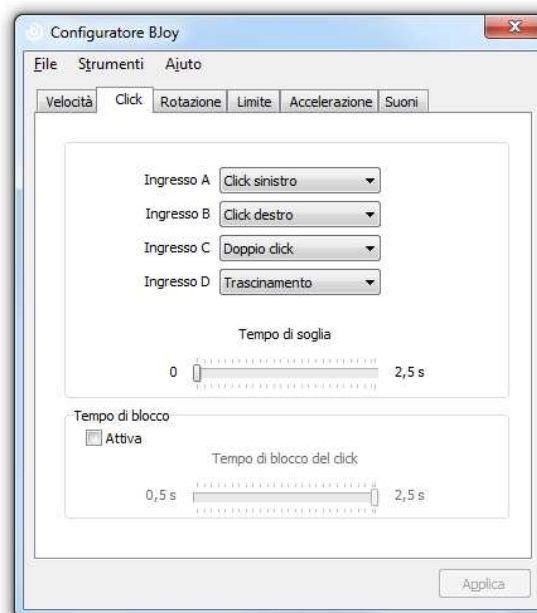 Configuratore BJoy
File Strumenti Aiuto
Velocità Click Rotazione Limite Accelerazione Suoni
Ingresso A Click sinistro
Ingresso B Click destro
Ingresso C Doppio click
Ingresso D Trascinamento
Tempo di soglia
0 2,5 s
Tempo di blocco
Attiva
Tempo di blocco del click
0,5 s 2,5 s
Applica